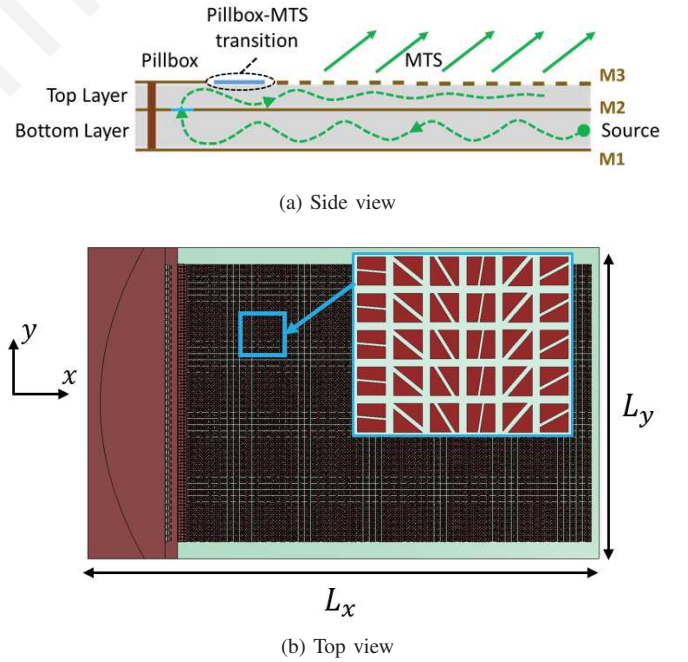 Pillbox-MTS
transition
Pillbox
MTS
M3
Top Layer
M2
Bottom Layer
Source
M1
(a) Side view
y
x
L_y
L_x
(b) Top view